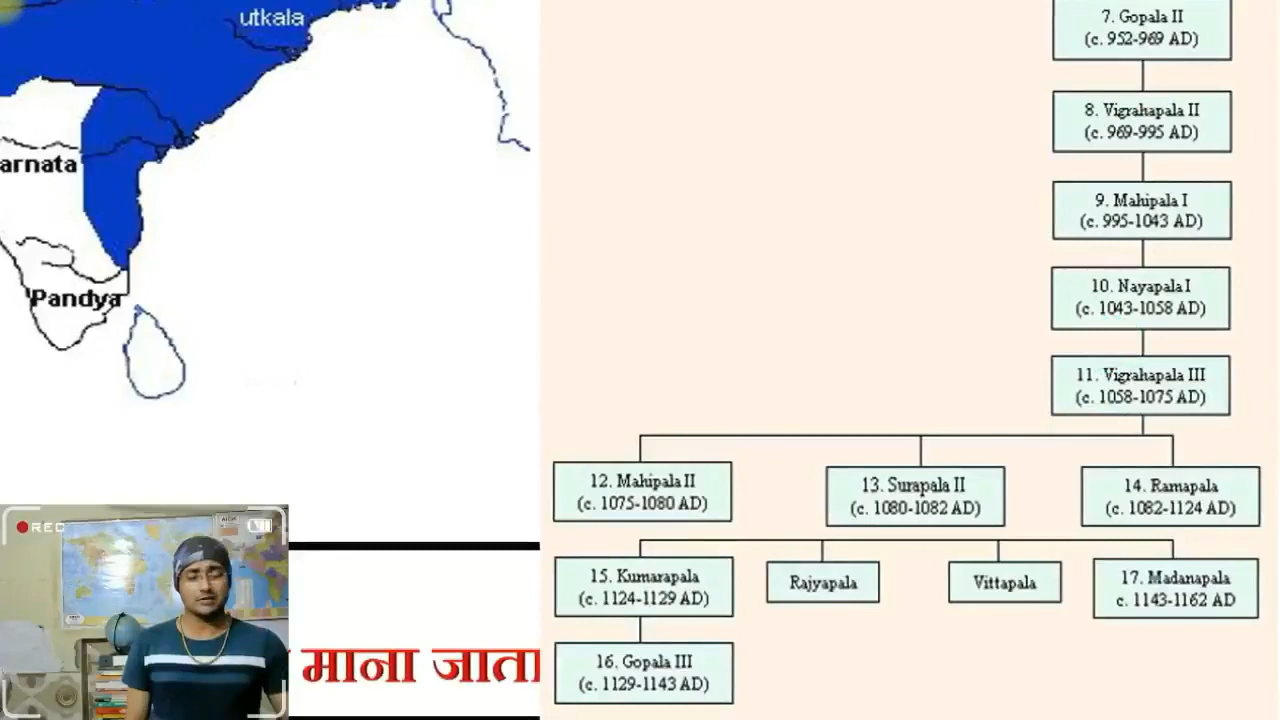 utkala
arnata
Pandya
7. Gopala II
(c. 952-969 AD)
8. Vigrahapala II
(c. 969-995 AD)
9. Mahipala I
(c. 995-1043 AD)
10. Nayapala I
(c. 1043-1058 AD)
11. Vigrahapala III
(c. 1058-1075 AD)
12. Mahipala II
(c. 1075-1080 AD)
13. Surapala II
(c. 1080-1082 AD)
14. Ramapala
(c. 1082-1124 AD)
15. Kumarapala
(c. 1124-1129 AD)
Rajyapala
Vittapala
17. Madanapala
c. 1143-1162 AD
16. Gopala III
(c. 1129-1143 AD)
REC
माना जाता